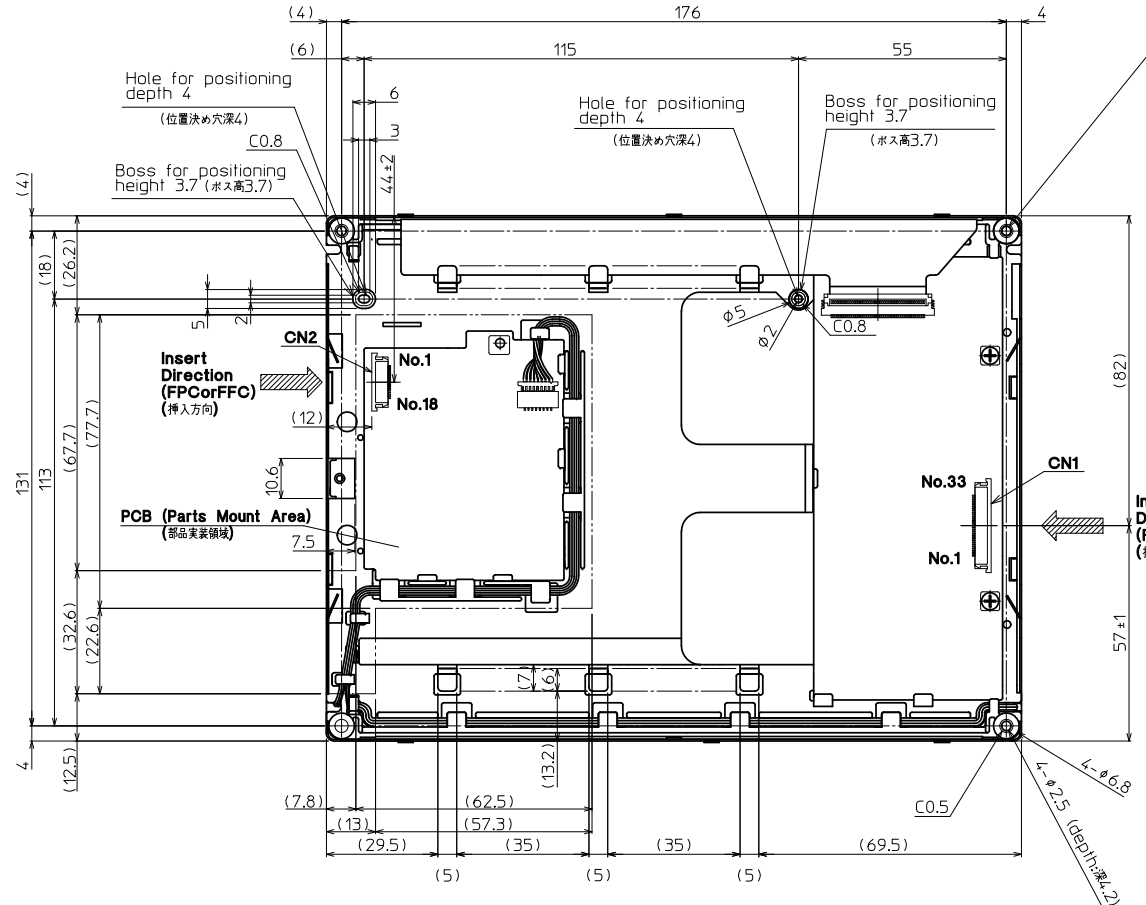 (4)
176
4
(6)
115
55
Hole for positioning
depth 4
(位置決め穴深4)
6
Hole for positioning
depth 4
(位置決め穴深4)
Boss for positioning
height 3.7
(ボス高3.7)
C0.8
3
Boss for positioning
height 3.7 (ボス高3.7)
44±2
(4)
(18)
(26.2)
5
2
φ5
φ2
C0.8
CN2
No.1
No.18
Insert
Direction
(FPCorFFC)
(挿入方向)
(12)
(82)
131
113
(67.7)
(77.7)
10.6
PCB (Parts Mount Area)
(部品実装領域)
7.5
No.33
CN1
No.1
57±1
(32.6)
(22.6)
(7)
(6)
(13.2)
4
(12.5)
(7.8)
(62.5)
(13)
(57.3)
(29.5)
(35)
(35)
(69.5)
(5)
(5)
(5)
C0.5
4-φ6.8
4-φ2.5 (depth:深4.2)